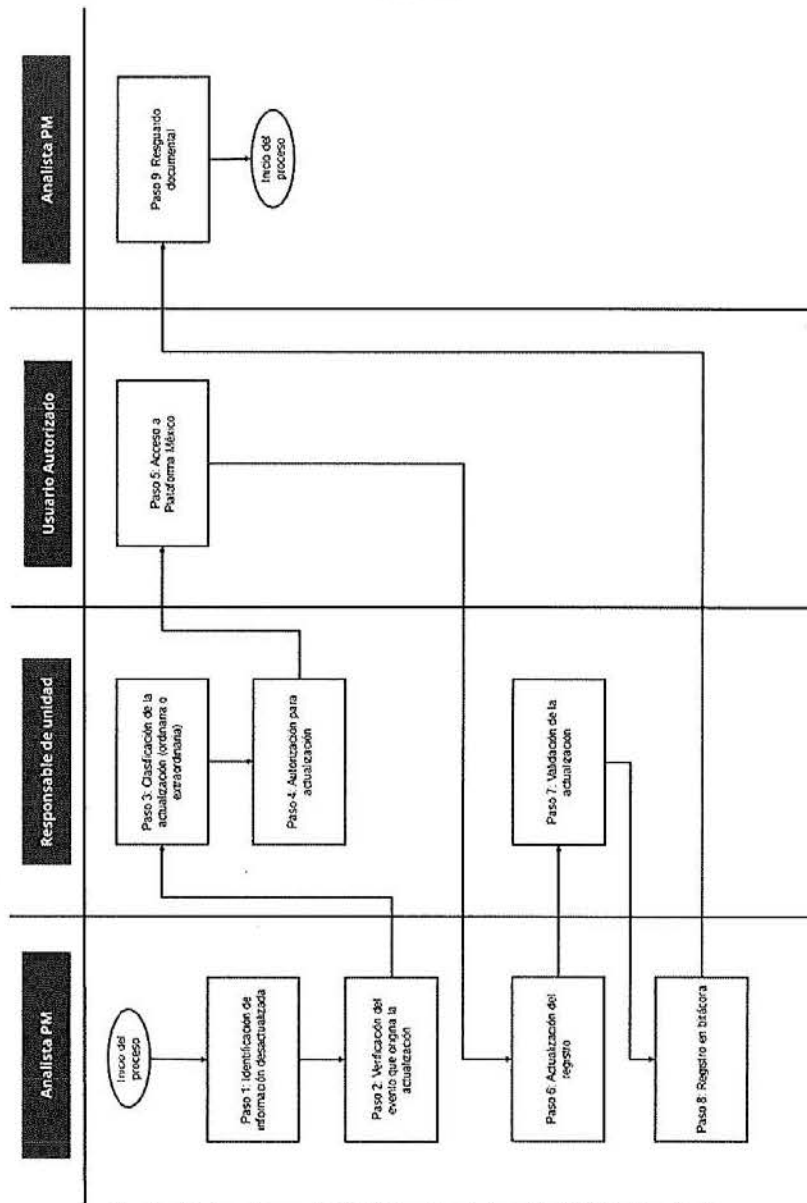 Analista PM
Responsable de unidad
Usuario Autorizado
Analista PM
Inicio del
proceso
Paso 1: Identificación de
información desactualizada
Paso 2: Verificación del
evento que origina la
actualización
Paso 3: Clasificación de la
actualización (ordinaria o
extraordinaria)
Paso 4: Autorización para
actualización
Paso 5: Acceso a
Plataforma México
Paso 6: Actualización del
registro
Paso 7: Validación de la
actualización
Paso 8: Registro en bitácora
Paso 9: Resguardo
documental
Inicio del
proceso